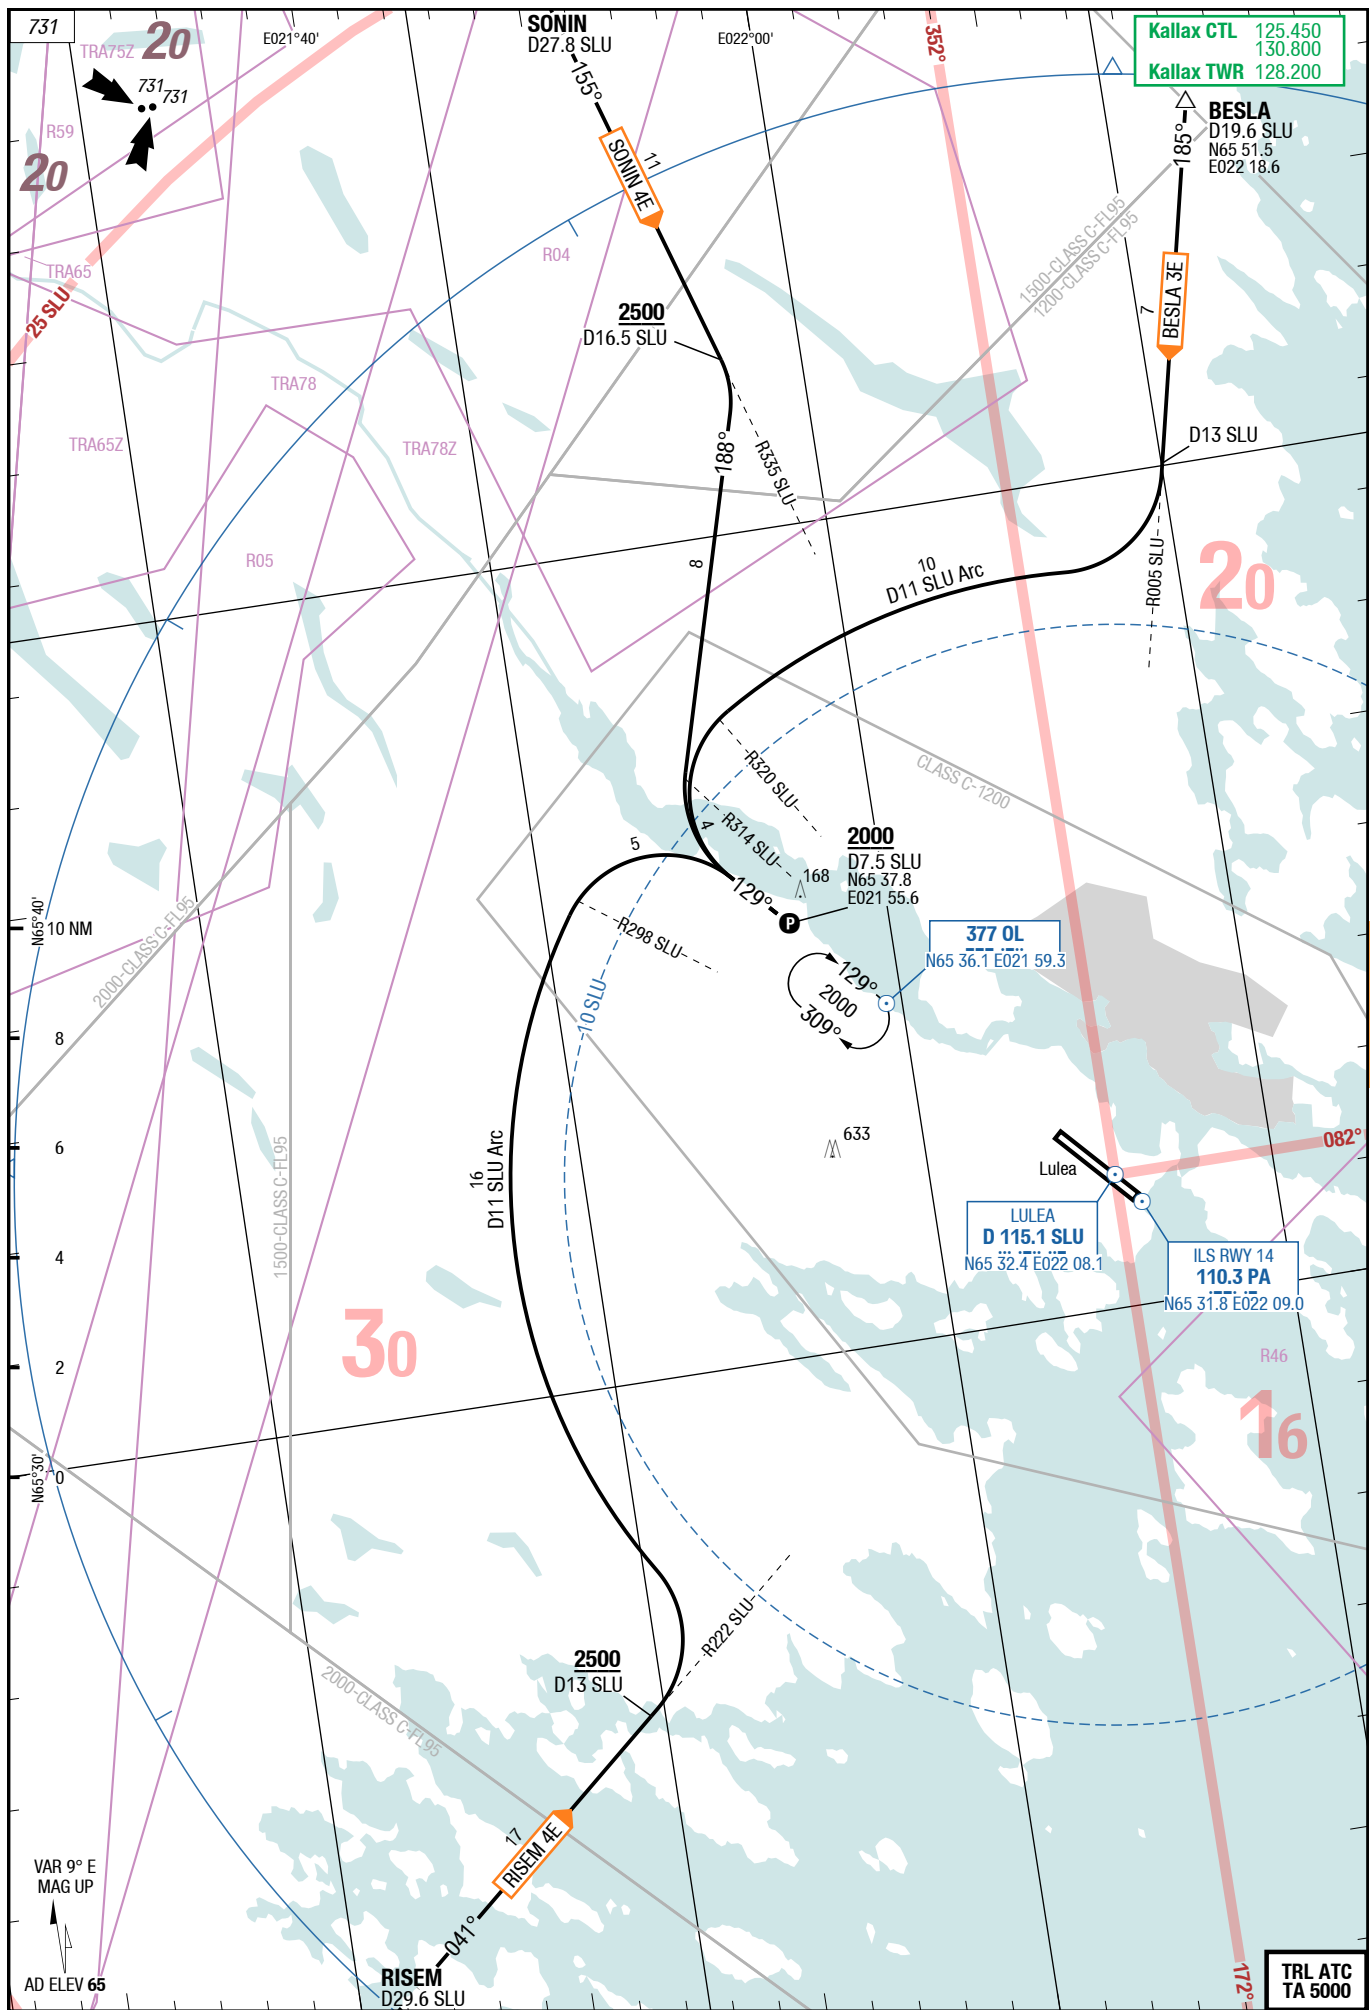 731
TRA75Z
20
731
731
R59
20
TRA65
25 SLU
E021°40'
SONIN
D27.8 SLU
155°
11
SONIN 4E
E022°00'
352°
Kallax CTL 125.450
130.800
Kallax TWR 128.200
BESLA
D19.6 SLU
N65 51.5
E022 18.6
185°
1500-CLASS C-FL95
1200-CLASS C-FL95
7
BESLA 3E
R04
2500
D16.5 SLU
TRA78
TRA65Z
TRA78Z
188°
R335 SLU
D13 SLU
R05
8
10
D11 SLU Arc
R005 SLU
20
R320 SLU
CLASS C-1200
4
R314 SLU
5
2000
D7.5 SLU
N65 37.8
E021 55.6
168
129°
P
R298 SLU
N65°40'
10 NM
2000-CLASS C-FL95
377 OL
N65 36.1 E021 59.3
129°
2000
309°
10 SLU
8
6
4
2
0
N65°30'
633
082°
Lulea
16
D11 SLU Arc
1500-CLASS C-FL95
LULEA
D 115.1 SLU
N65 32.4 E022 08.1
ILS RWY 14
110.3 PA
N65 31.8 E022 09.0
30
R46
16
R222 SLU
2500
D13 SLU
2000-CLASS C-FL95
17
RISEM 4E
041°
VAR 9° E
MAG UP
AD ELEV 65
RISEM
D29.6 SLU
172°
TRL ATC
TA 5000